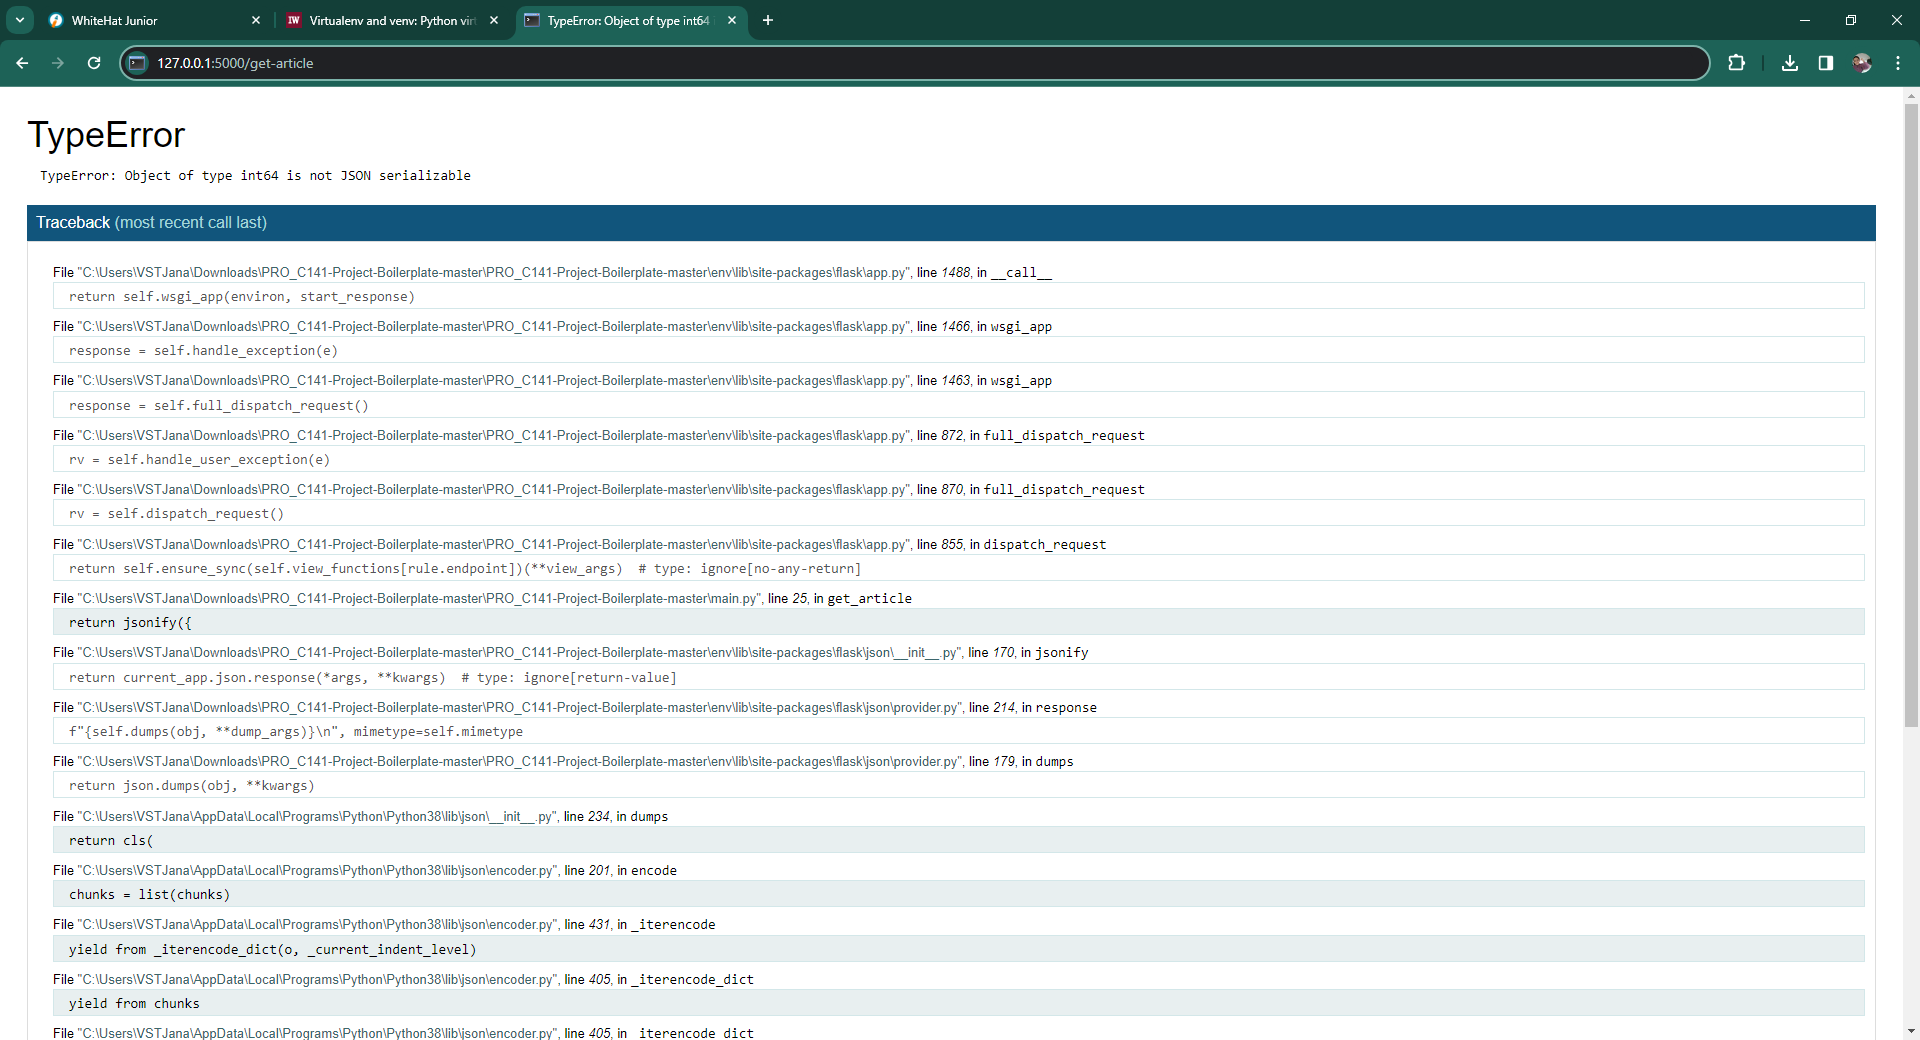 WhiteHat Junior
Virtualenv and venv: Python vir
TypeError: Object of type int64
127.0.0.1:5000/get-article
TypeError
TypeError: Object of type int64 is not JSON serializable
Traceback (most recent call last)
File "C:\Users\VSTJana\Downloads\PRO_C141-Project-Boilerplate-master\PRO_C141-Project-Boilerplate-master\env\lib\site-packages\flask\app.py", line 1488, in __call__
return self.wsgi_app(environ, start_response)
File "C:\Users\VSTJana\Downloads\PRO_C141-Project-Boilerplate-master\PRO_C141-Project-Boilerplate-master\env\lib\site-packages\flask\app.py", line 1466, in wsgi_app
response = self.handle_exception(e)
File "C:\Users\VSTJana\Downloads\PRO_C141-Project-Boilerplate-master\PRO_C141-Project-Boilerplate-master\env\lib\site-packages\flask\app.py", line 1463, in wsgi_app
response = self.full_dispatch_request()
File "C:\Users\VSTJana\Downloads\PRO_C141-Project-Boilerplate-master\PRO_C141-Project-Boilerplate-master\env\lib\site-packages\flask\app.py", line 872, in full_dispatch_request
rv = self.handle_user_exception(e)
File "C:\Users\VSTJana\Downloads\PRO_C141-Project-Boilerplate-master\PRO_C141-Project-Boilerplate-master\env\lib\site-packages\flask\app.py", line 870, in full_dispatch_request
rv = self.dispatch_request()
File "C:\Users\VSTJana\Downloads\PRO_C141-Project-Boilerplate-master\PRO_C141-Project-Boilerplate-master\env\lib\site-packages\flask\app.py", line 855, in dispatch_request
return self.ensure_sync(self.view_functions[rule.endpoint])(**view_args)  # type: ignore[no-any-return]
File "C:\Users\VSTJana\Downloads\PRO_C141-Project-Boilerplate-master\PRO_C141-Project-Boilerplate-master\main.py", line 25, in get_article
return jsonify({
File "C:\Users\VSTJana\Downloads\PRO_C141-Project-Boilerplate-master\PRO_C141-Project-Boilerplate-master\env\lib\site-packages\flask\json\__init__.py", line 170, in jsonify
return current_app.json.response(*args, **kwargs)  # type: ignore[return-value]
File "C:\Users\VSTJana\Downloads\PRO_C141-Project-Boilerplate-master\PRO_C141-Project-Boilerplate-master\env\lib\site-packages\flask\json\provider.py", line 214, in response
f"{self.dumps(obj, **dump_args)}\n", mimetype=self.mimetype
File "C:\Users\VSTJana\Downloads\PRO_C141-Project-Boilerplate-master\PRO_C141-Project-Boilerplate-master\env\lib\site-packages\flask\json\provider.py", line 179, in dumps
return json.dumps(obj, **kwargs)
File "C:\Users\VSTJana\AppData\Local\Programs\Python\Python38\lib\json\__init__.py", line 234, in dumps
return cls(
File "C:\Users\VSTJana\AppData\Local\Programs\Python\Python38\lib\json\encoder.py", line 201, in encode
chunks = list(chunks)
File "C:\Users\VSTJana\AppData\Local\Programs\Python\Python38\lib\json\encoder.py", line 431, in _iterencode
yield from _iterencode_dict(o, _current_indent_level)
File "C:\Users\VSTJana\AppData\Local\Programs\Python\Python38\lib\json\encoder.py", line 405, in _iterencode_dict
yield from chunks
File "C:\Users\VSTJana\AppData\Local\Programs\Python\Python38\lib\json\encoder.py", line 405, in _iterencode_dict